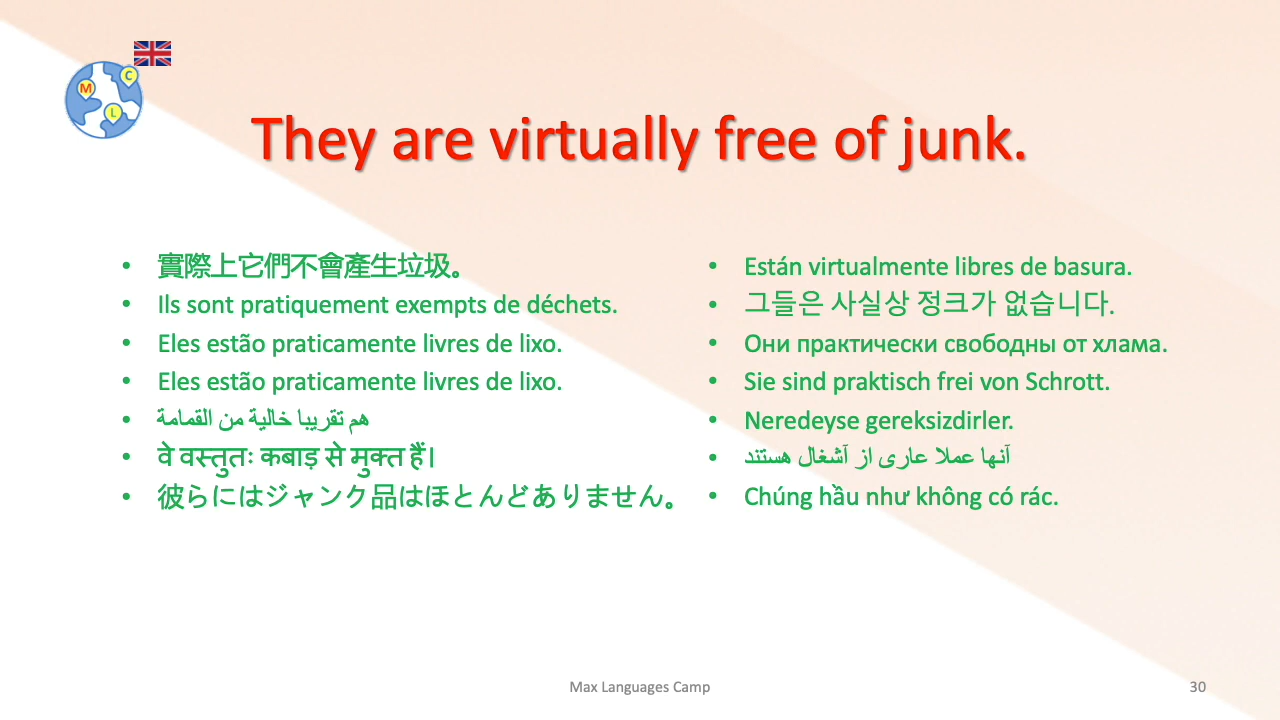 M
C
L
They are virtually free of junk.
• 實際上它們不會產生垃圾。
• Ils sont pratiquement exempts de déchets.
• Eles estão praticamente livres de lixo.
• Eles estão praticamente livres de lixo.
• هم تقريبا خالية من القمامة
• वे वस्तुतः कबाड़ से मुक्त हैं।
• 彼らにはジャンク品はほとんどありません。
• Están virtualmente libres de basura.
• 그들은 사실상 정크가 없습니다.
• Они практически свободны от хлама.
• Sie sind praktisch frei von Schrott.
• Neredeyse gereksizdirler.
• آنها عملا عاری از آشغال هستند
• Chúng hầu như không có rác.
Max Languages Camp
30